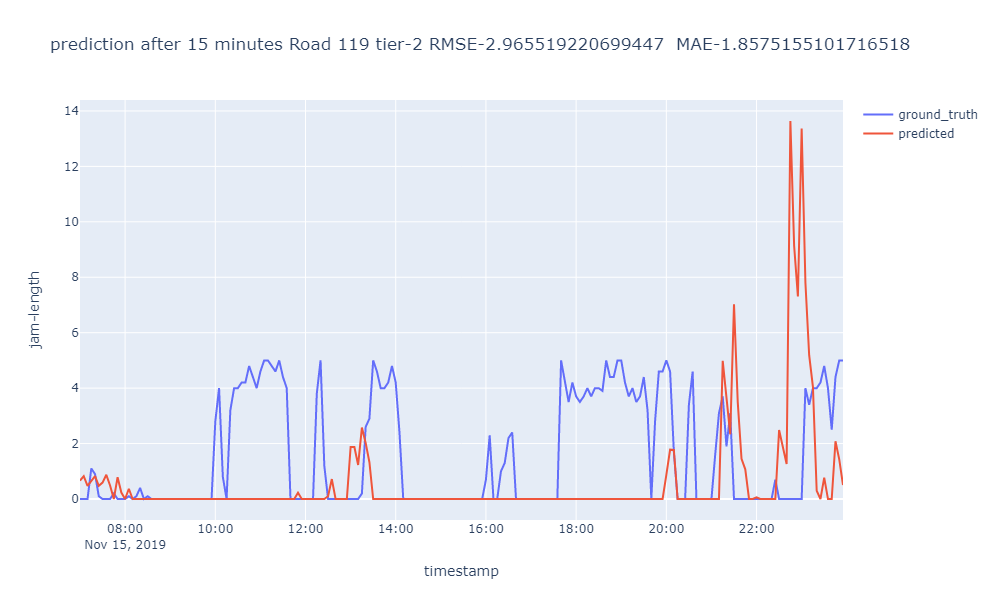 prediction after 15 minutes Road 119 tier-2 RMSE-2.965519220699447  MAE-1.8575155101716518
ground_truth
predicted
14
12
10
8
6
4
2
0
jam-length
08:00 10:00 12:00 14:00 16:00 18:00 20:00 22:00
Nov 15, 2019
timestamp